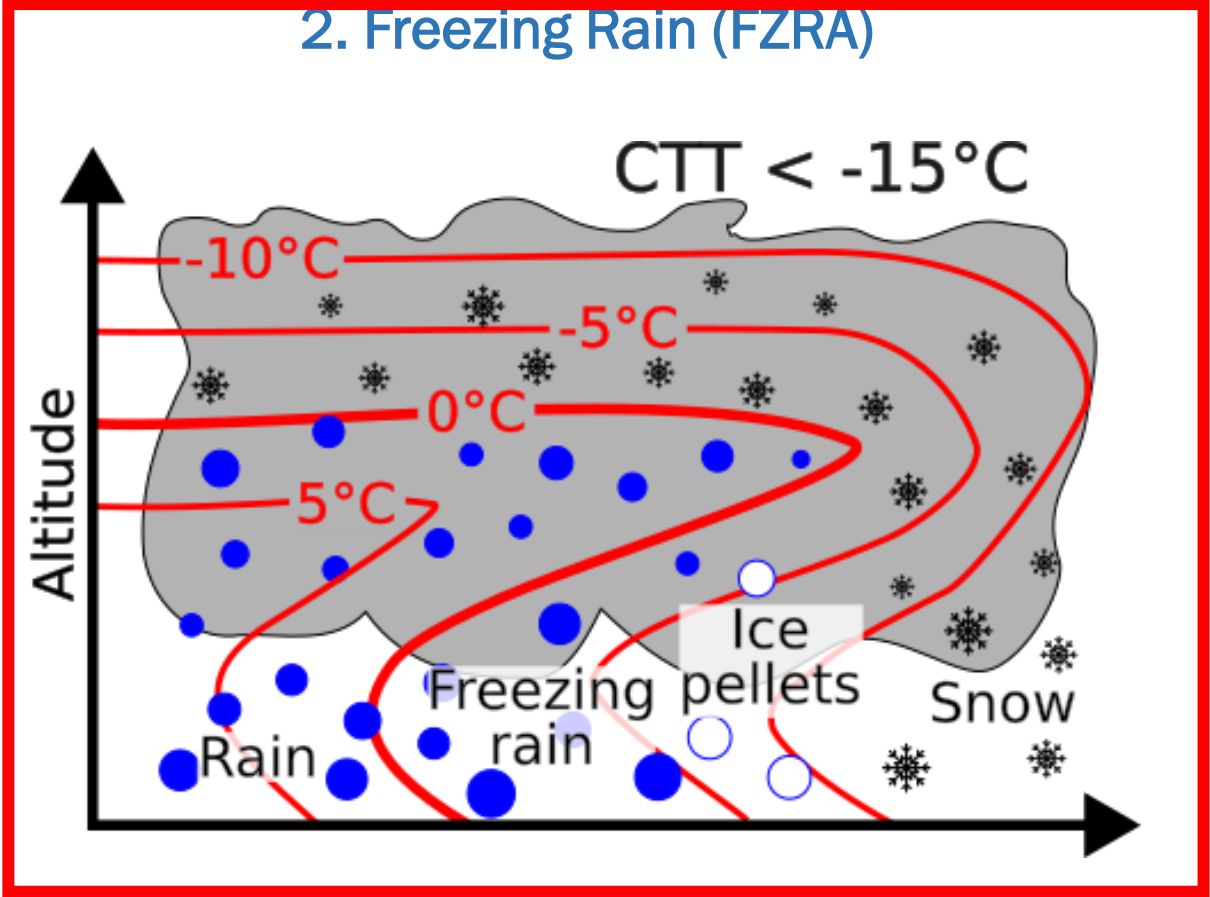 2. Freezing Rain (FZRA)
CTT < -15°C
-10°C
-5°C
0°C
5°C
Altitude
Ice
pellets
Freezing
rain
Snow
Rain